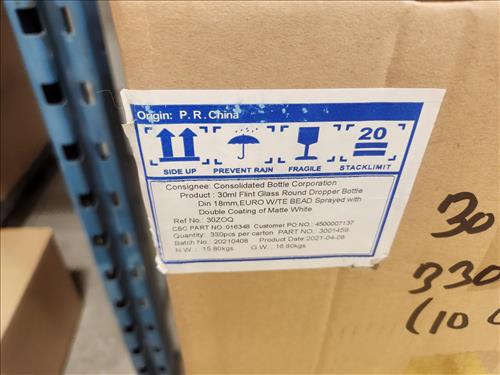 Origin: P.R.China
20
SIDE UP PREVENT RAIN FRAGILE STACKLIMIT
Consignee: Consolidated Bottle Corporation
Product : 30ml Flint Glass Round Dropper Bottle
Din 18mm,EURO W/TE BEAD Sprayed with
Double Coating of Matte White
Ref No.: 30ZOQ
CBC PART NO.:016348 Customer PO NO.: 4500007137
Quantity: 330pcs per carton PART NO.: 3001459
Batch No.: 20210408 Product Date:2021-04-08
N.W. : 15.80kgs G.W. : 16.80kgs
30
330
(10